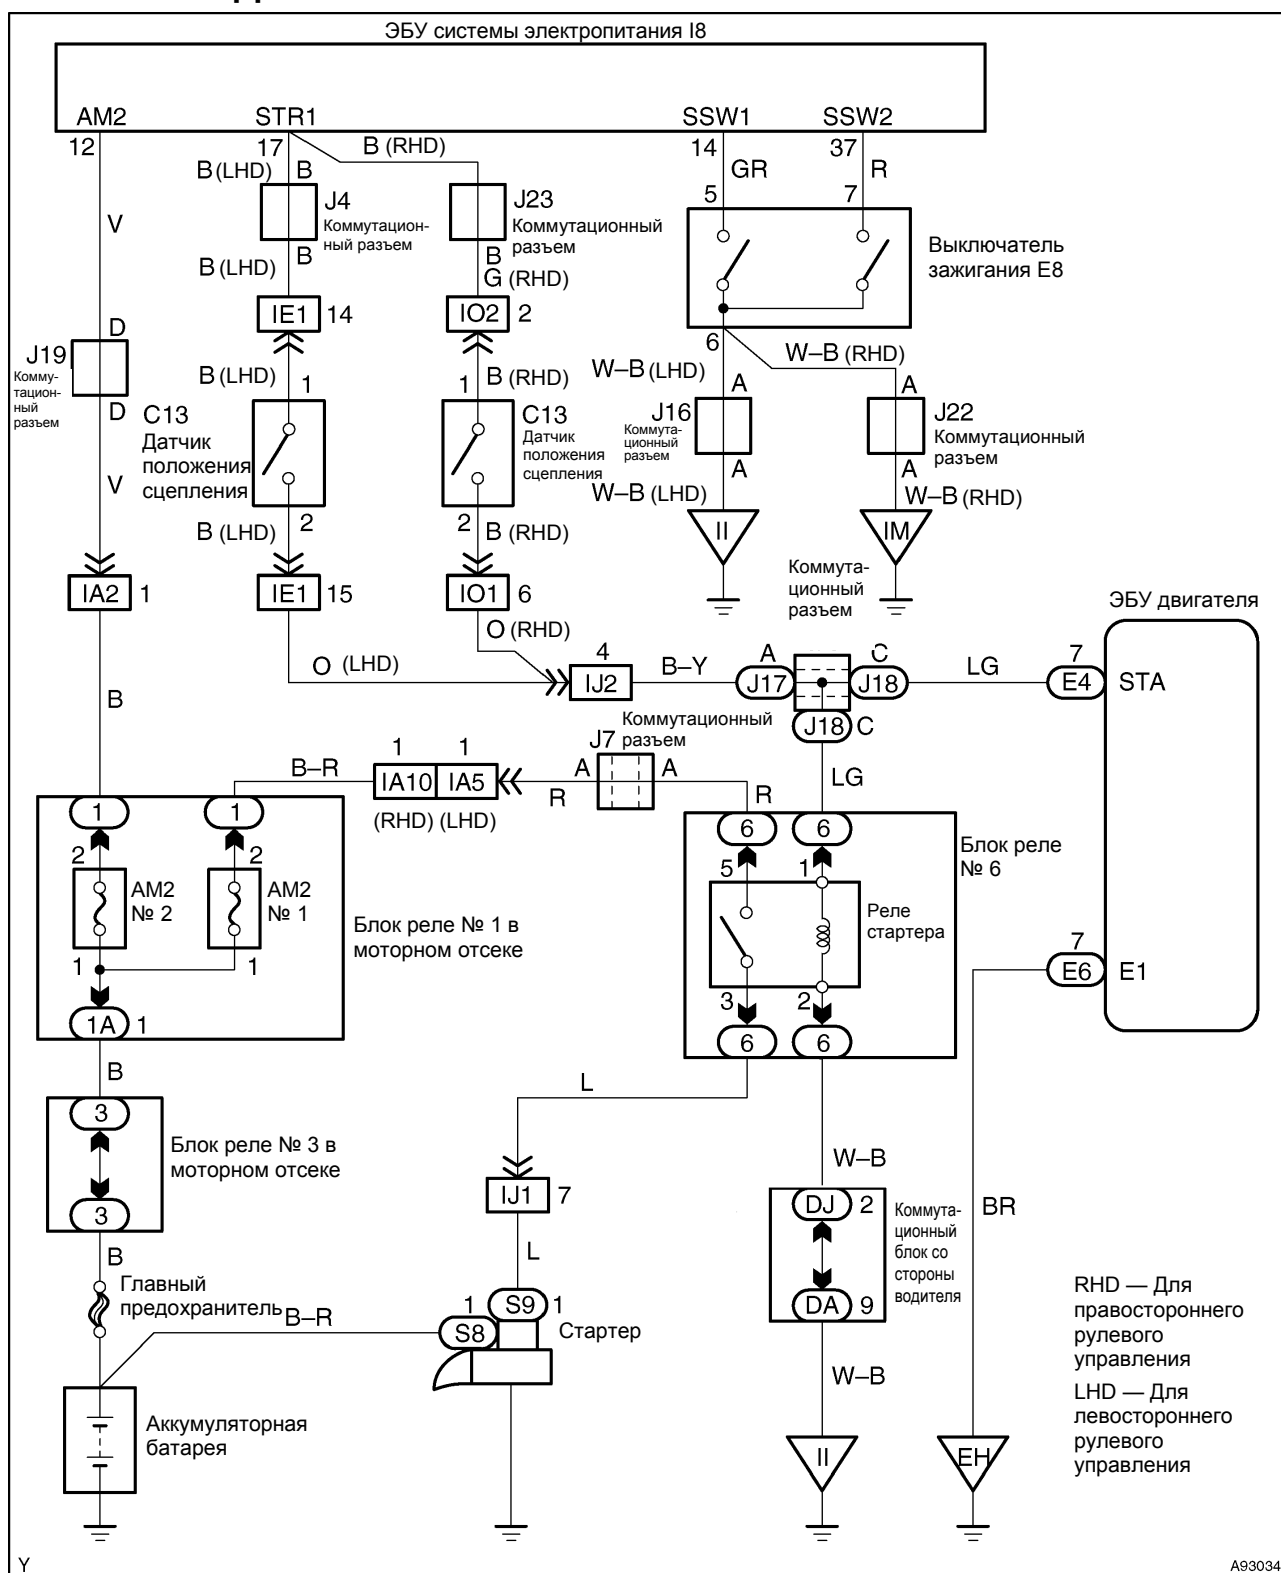 ЭБУ системы электропитания I8
AM2
STR1
SSW1
SSW2
12
17
B (RHD)
14
37
B (LHD)
B
GR
R
V
J4
Коммутацион-
ный разъем
J23
Коммутационный
разъем
5
7
Выключатель
зажигания E8
B
B
B (LHD)
G (RHD)
IE1
14
IO2
2
D
J19
Комму-
тацион-
ный
разъем
D
6
W–B (RHD)
W–B (LHD)
B (LHD)
1
1
B (RHD)
A
A
C13
Датчик
положения
сцепления
C13
Датчик
положения
сцепления
J16
Коммута-
ционный
разъем
J22
Коммутационный
разъем
A
A
V
W–B (LHD)
W–B (RHD)
B (LHD)
2
2
B (RHD)
II
IM
IA2
1
IE1
15
IO1
6
Коммута-
ционный
разъем
ЭБУ двигателя
O (RHD)
O (LHD)
4
IJ2
B–Y
A
J17
C
J18
LG
7
E4
STA
J18
C
B
Коммутационный
разъем
J7
1
1
B–R
IA10
IA5
A
A
R
R
LG
(RHD) (LHD)
1
1
6
6
Блок реле
№ 6
2
2
5
1
AM2
№ 2
AM2
№ 1
Реле
стартера
Блок реле № 1 в
моторном отсеке
1
1
7
E6
E1
3
2
1A
1
6
6
B
L
3
Блок реле № 3 в
моторном отсеке
3
W–B
IJ1
7
DJ
2
Коммута-
ционный
блок со
стороны
водителя
BR
B
L
Главный
предохранитель
B–R
1
S9
1
S8
Стартер
DA
9
RHD — Для
правостороннего
рулевого
управления
LHD — Для
левостороннего
рулевого
управления
W–B
Аккумуляторная
батарея
II
EH
Y
A93034